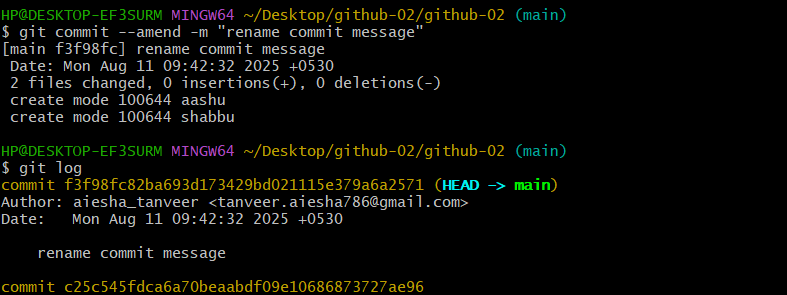 HP@DESKTOP-EF3SURM MINGW64 ~/Desktop/github-02/github-02 (main)
$ git commit --amend -m "rename commit message"
[main f3f98fc] rename commit message
 Date: Mon Aug 11 09:42:32 2025 +0530
 2 files changed, 0 insertions(+), 0 deletions(-)
 create mode 100644 aashu
 create mode 100644 shabbu
HP@DESKTOP-EF3SURM MINGW64 ~/Desktop/github-02/github-02 (main)
$ git log
commit f3f98fc82ba693d173429bd021115e379a6a2571 (HEAD -> main)
Author: aiesha_tanveer <tanveer.aiesha786@gmail.com>
Date:   Mon Aug 11 09:42:32 2025 +0530
    rename commit message
commit c25c545fdca6a70beaabdf09e10686873727ae96